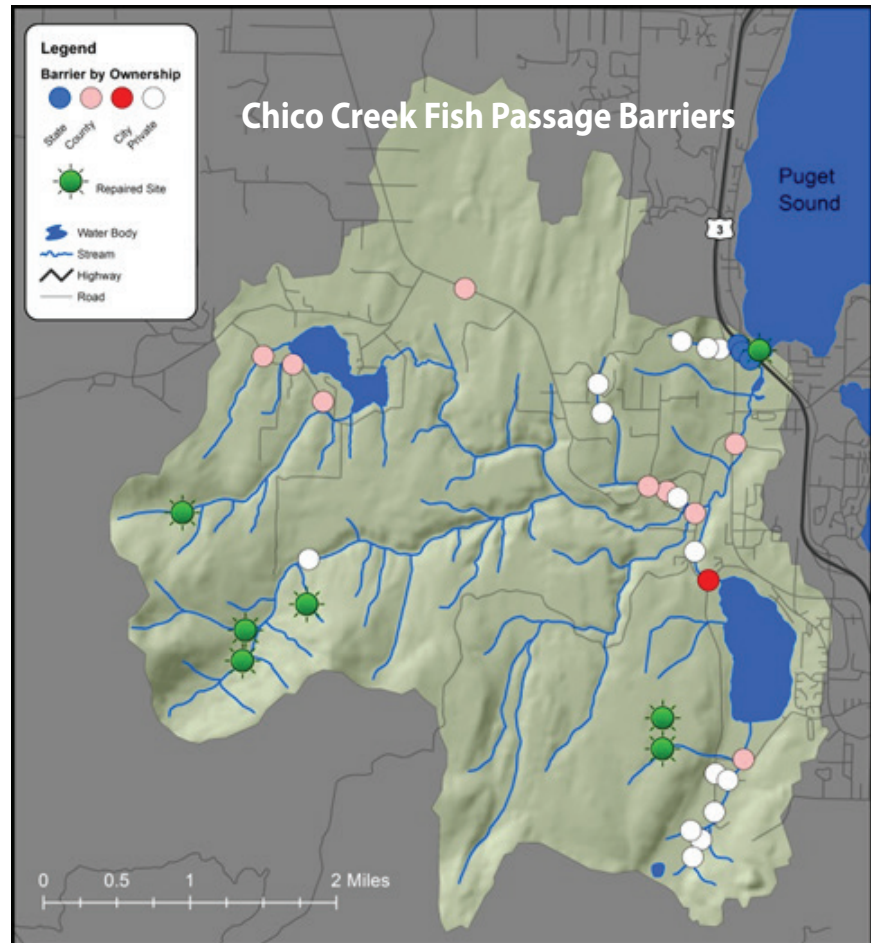 Legend
Barrier by Ownership
State County City Private
Repaired Site
Water Body
Stream
Highway
Road
Chico Creek Fish Passage Barriers
Puget
Sound
3
0 0.5 1 2 Miles